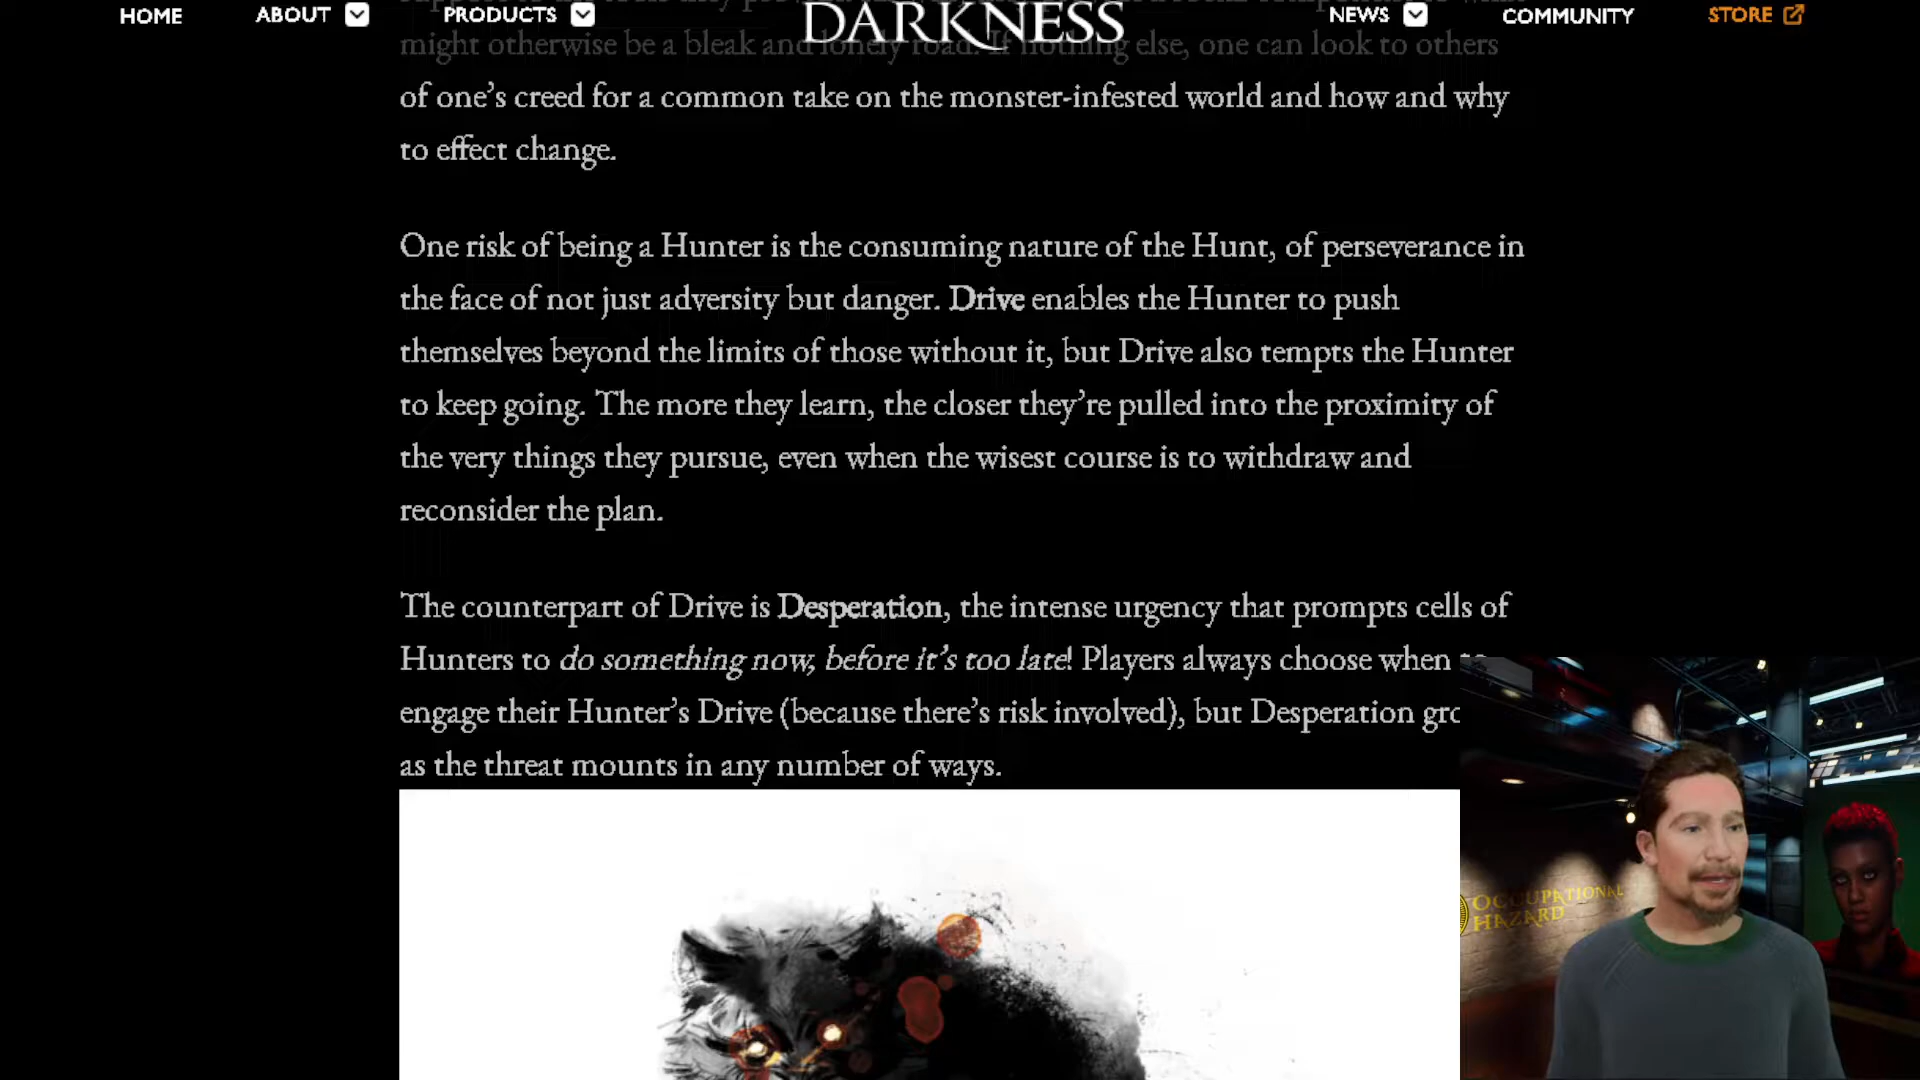 HOME
ABOUT
PRODUCTS
DARKNESS
NEWS
COMMUNITY
STORE
might otherwise be a bleak and lonely road. If nothing else, one can look to others
of one’s creed for a common take on the monster-infested world and how and why
to effect change.
One risk of being a Hunter is the consuming nature of the Hunt, of perseverance in
the face of not just adversity but danger. Drive enables the Hunter to push
themselves beyond the limits of those without it, but Drive also tempts the Hunter
to keep going. The more they learn, the closer they’re pulled into the proximity of
the very things they pursue, even when the wisest course is to withdraw and
reconsider the plan.
The counterpart of Drive is Desperation, the intense urgency that prompts cells of
Hunters to do something now, before it’s too late! Players always choose when
engage their Hunter’s Drive (because there’s risk involved), but Desperation gro
as the threat mounts in any number of ways.
OCCUPATIONAL
HAZARD